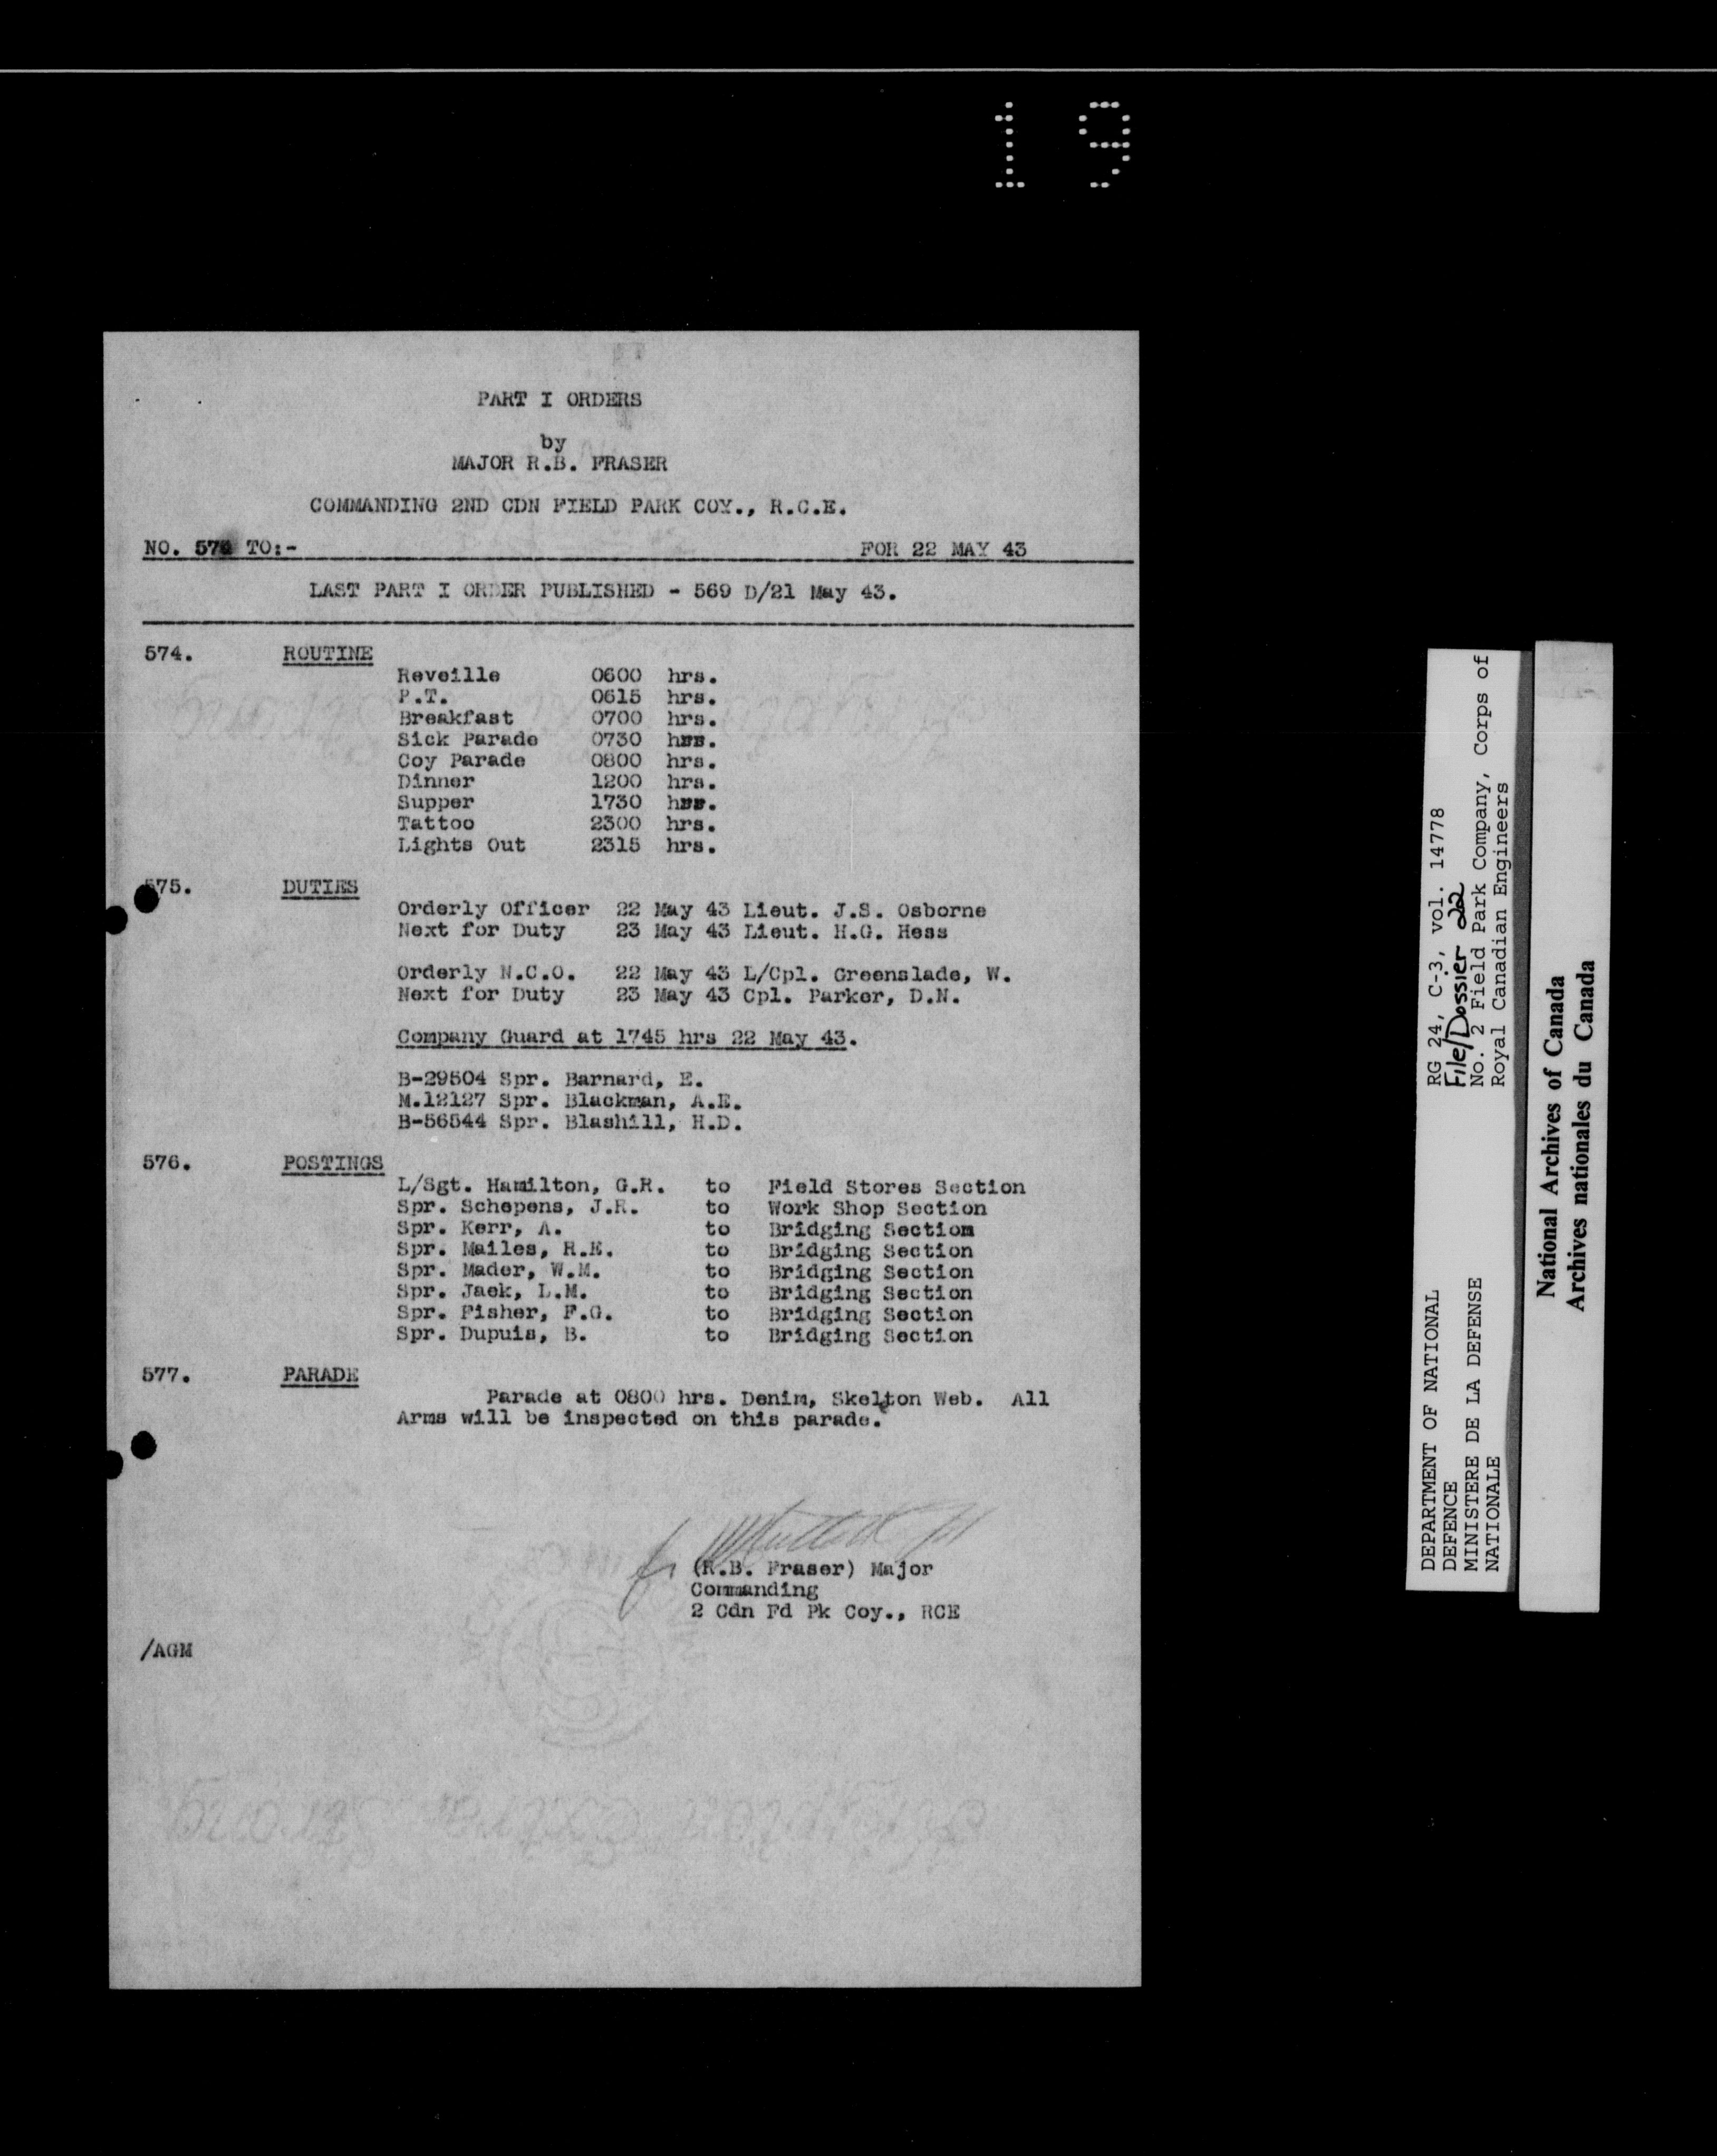 19
PART I ORDERS
by
MAJOR R.B. FRASER
COMMANDING 2ND CDN FIELD PARK COY., R.C.E.
NO. 574 TO:- FOR 22 MAY 43
LAST PART I ORDER PUBLISHED - 569 D/21 May 43.
574. ROUTINE
Reveille 0600 hrs.
P.T. 0615 hrs.
Breakfast 0700 hrs.
Sick Parade 0730 hrs.
Coy Parade 0800 hrs.
Dinner 1200 hrs.
Supper 1730 hrs.
Tattoo 2300 hrs.
Lights Out 2315 hrs.
575. DUTIES
Orderly Officer 22 May 43 Lieut. J.S. Osborne
Next for Duty 23 May 43 Lieut. H.G. Hess
Orderly N.C.O. 22 May 43 L/Cpl. Greenslade, W.
Next for Duty 23 May 43 Cpl. Parker, D.N.
Company Guard at 1745 hrs 22 May 43.
B-29504 Spr. Barnard, E.
M.12127 Spr. Blackman, A.E.
B-56544 Spr. Blashill, H.D.
576. POSTINGS
L/Sgt. Hamilton, G.R. to Field Stores Section
Spr. Schepens, J.R. to Work Shop Section
Spr. Kerr, A. to Bridging Section
Spr. Mailes, R.E. to Bridging Section
Spr. Mader, W.M. to Bridging Section
Spr. Jaek, L.M. to Bridging Section
Spr. Fisher, F.G. to Bridging Section
Spr. Dupuis, B. to Bridging Section
577. PARADE
Parade at 0800 hrs. Denim, Skelton Web. All
Arms will be inspected on this parade.
(R.B. Fraser) Major
Commanding
2 Cdn Fd Pk Coy., RCE
/AGM
DEPARTMENT OF NATIONAL
DEFENCE
MINISTERE DE LA DEFENSE
NATIONALE
RG 24, C-3, vol. 14778
File/Dossier 22
No. 2 Field Park Company, Corps of
Royal Canadian Engineers
National Archives of Canada
Archives nationales du Canada